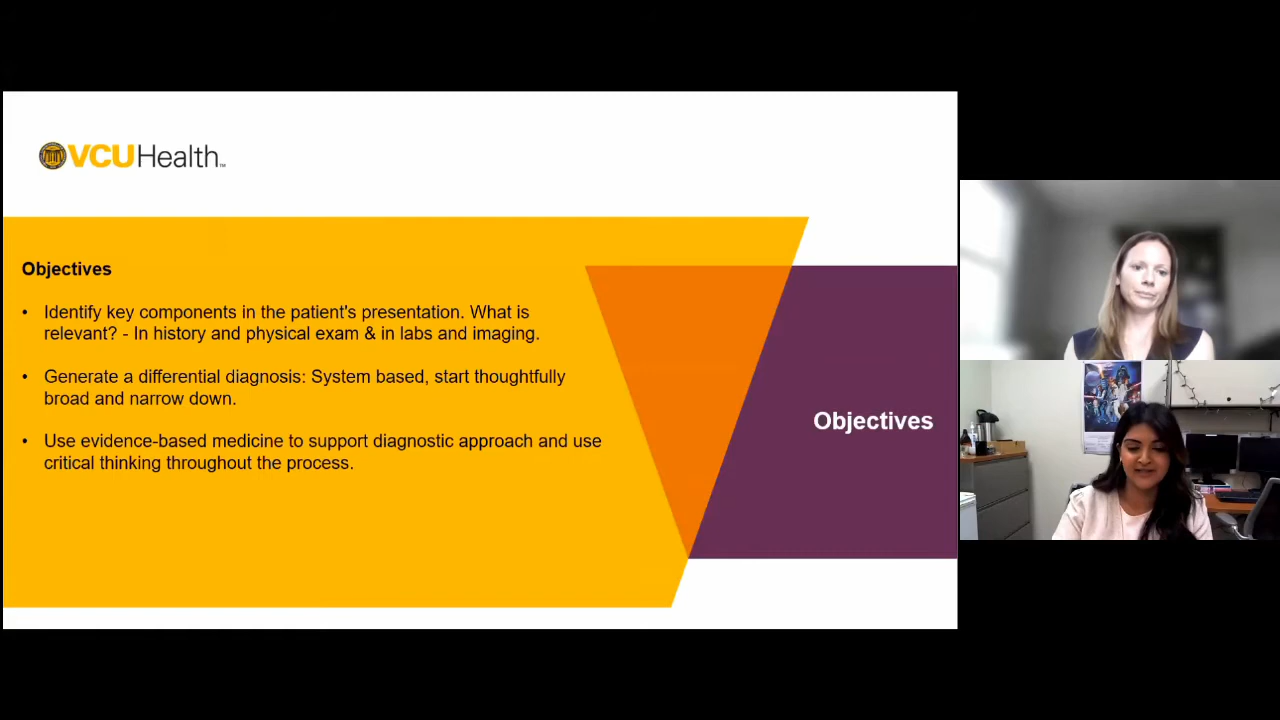 VCUHealth™
Objectives
• Identify key components in the patient's presentation. What is
relevant? - In history and physical exam & in labs and imaging.
• Generate a differential diagnosis: System based, start thoughtfully
broad and narrow down.
• Use evidence-based medicine to support diagnostic approach and use
critical thinking throughout the process.
Objectives